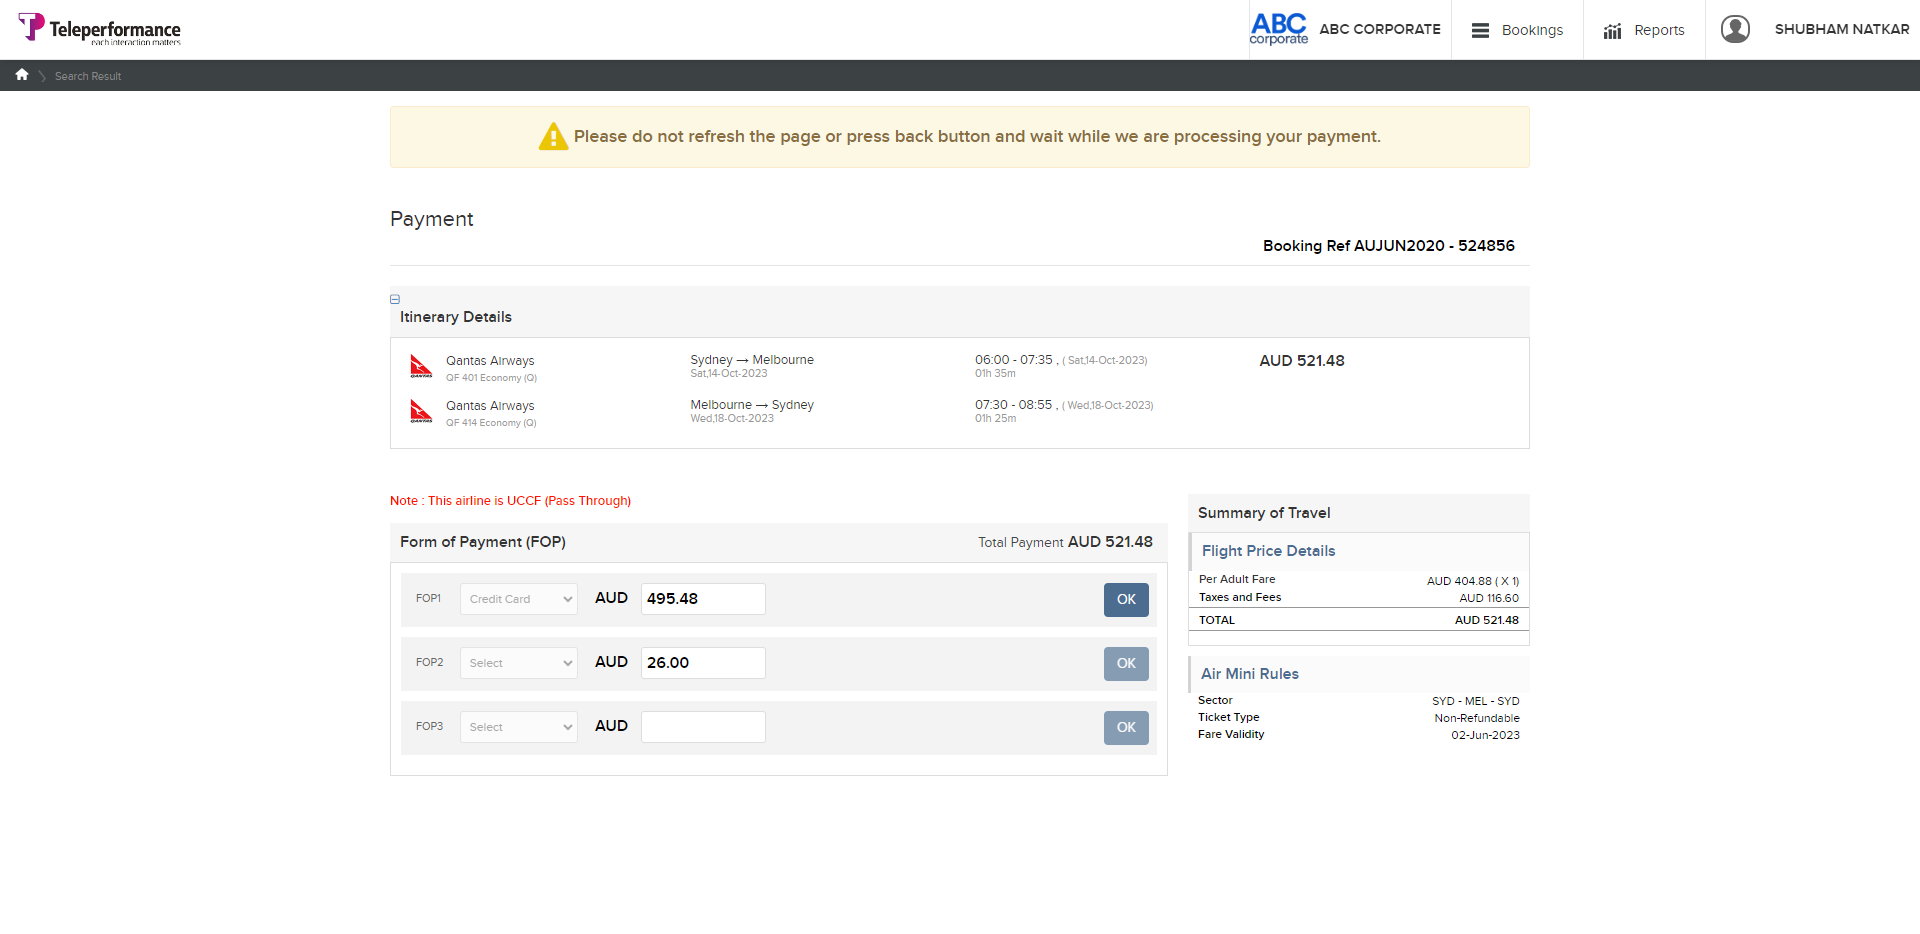 Teleperformance
each interaction matters
ABC
corporate
ABC CORPORATE
Bookings
Reports
SHUBHAM NATKAR
Search Result
Please do not refresh the page or press back button and wait while we are processing your payment.
Payment
Booking Ref AUJUN2020 - 524856
Itinerary Details
Qantas Airways
QF 401 Economy (Q)
Sydney → Melbourne
Sat,14-Oct-2023
06:00 - 07:35 , ( Sat,14-Oct-2023)
01h 35m
AUD 521.48
Qantas Airways
QF 414 Economy (Q)
Melbourne → Sydney
Wed,18-Oct-2023
07:30 - 08:55 , ( Wed,18-Oct-2023)
01h 25m
Note : This airline is UCCF (Pass Through)
Form of Payment (FOP)
Total Payment AUD 521.48
FOP1 Credit Card AUD 495.48 OK
FOP2 Select AUD 26.00 OK
FOP3 Select AUD OK
Summary of Travel
Flight Price Details
Per Adult Fare AUD 404.88 ( X 1)
Taxes and Fees AUD 116.60
TOTAL AUD 521.48
Air Mini Rules
Sector SYD - MEL - SYD
Ticket Type Non-Refundable
Fare Validity 02-Jun-2023